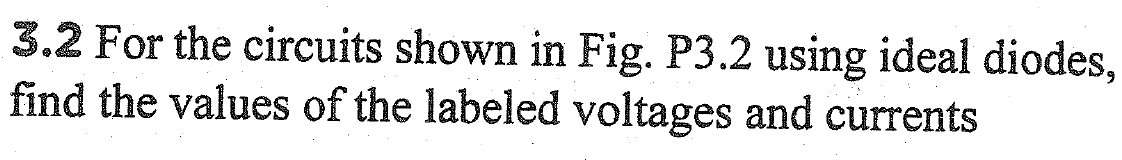 3.2 For the circuits shown in Fig. P3.2 using ideal diodes,
find the values of the labeled voltages and currents